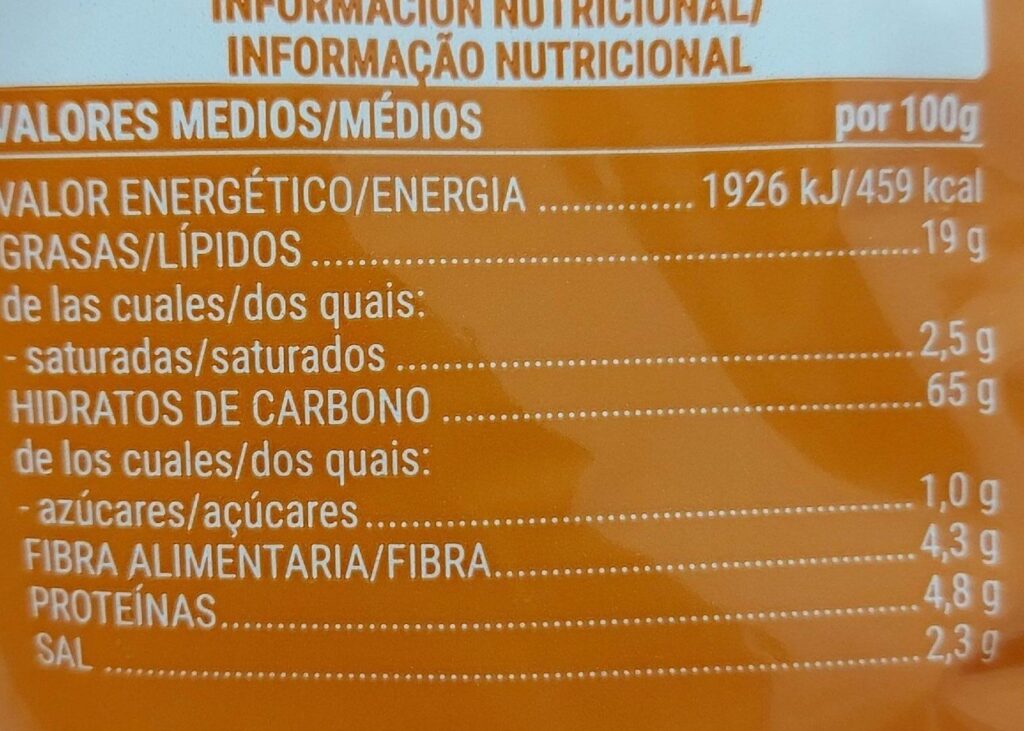 INFORMACIÓN NUTRICIONAL/
INFORMAÇÃO NUTRICIONAL
VALORES MEDIOS/MÉDIOS por 100g
VALOR ENERGÉTICO/ENERGIA .............. 1926 kJ/459 kcal
GRASAS/LÍPIDOS ........................................................ 19 g
de las cuales/dos quais:
- saturadas/saturados ................................................ 2,5 g
HIDRATOS DE CARBONO ............................................ 65 g
de los cuales/dos quais:
- azúcares/açúcares .................................................. 1,0 g
FIBRA ALIMENTARIA/FIBRA ....................................... 4,3 g
PROTEÍNAS ................................................................ 4,8 g
SAL ........................................................................... 2,3 g